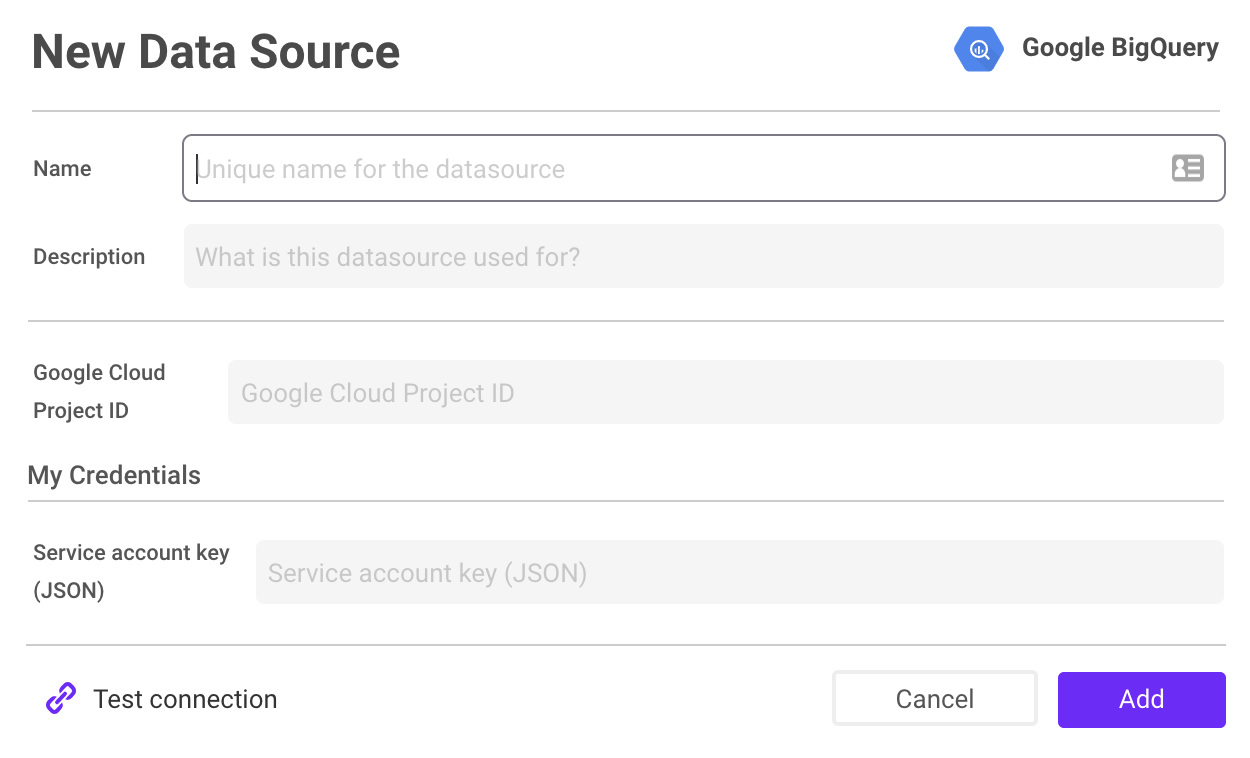 New Data Source
Google BigQuery
Name
Unique name for the datasource
Description
What is this datasource used for?
Google Cloud
Project ID
Google Cloud Project ID
My Credentials
Service account key
(JSON)
Service account key (JSON)
Test connection
Cancel
Add